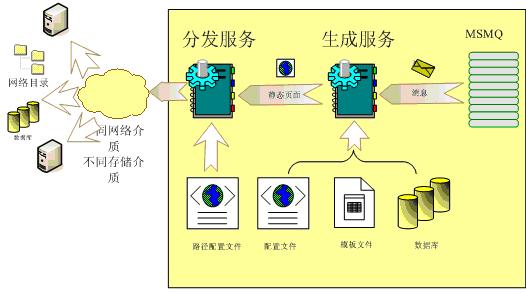 分发服务
生成服务
MSMQ
网络目录
静态页面
消息
数据库
同网络介
质
不同存储介
质
路径配置文件
配置文件
模板文件
数据库